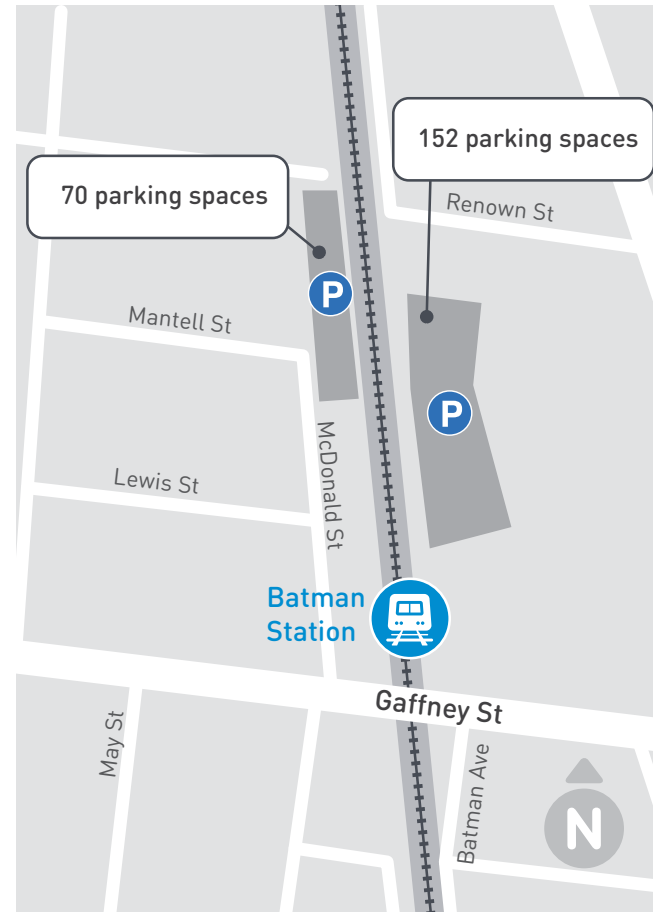 152 parking spaces
70 parking spaces
Renown St
P
Mantell St
P
McDonald St
Lewis St
Batman
Station
Gaffney St
May St
Batman Ave
N